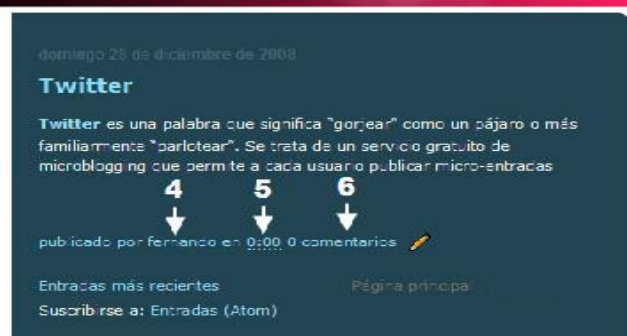 domingo 28 de diciembre de 2008
Twitter
Twitter es una palabra que significa "gorjear" como un pájaro o más
familiarmente "parlotear". Se trata de un servicio gratuito de
microblogging que permite a cada usuario publicar micro-entradas
4 5 6
publicado por fernando en 0:00 0 comentarios
Entradas más recientes Página principal
Suscribirse a: Entradas (Atom)